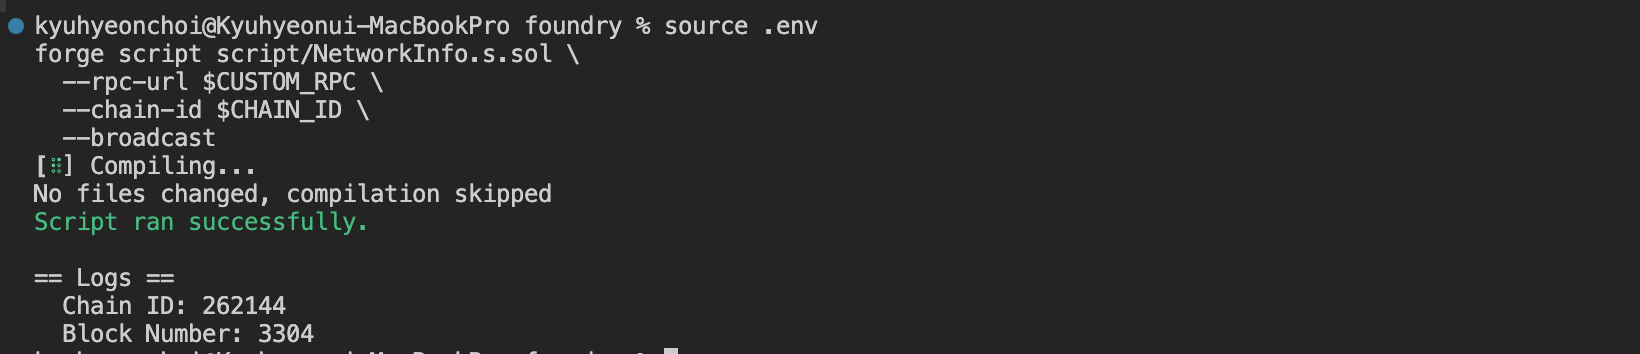 kyuhyeonchoi@Kyuhyeonui-MacBookPro foundry % source .env
forge script script/NetworkInfo.s.sol \
--rpc-url $CUSTOM_RPC \
--chain-id $CHAIN_ID \
--broadcast
[⠿] Compiling...
No files changed, compilation skipped
Script ran successfully.
== Logs ==
Chain ID: 262144
Block Number: 3304